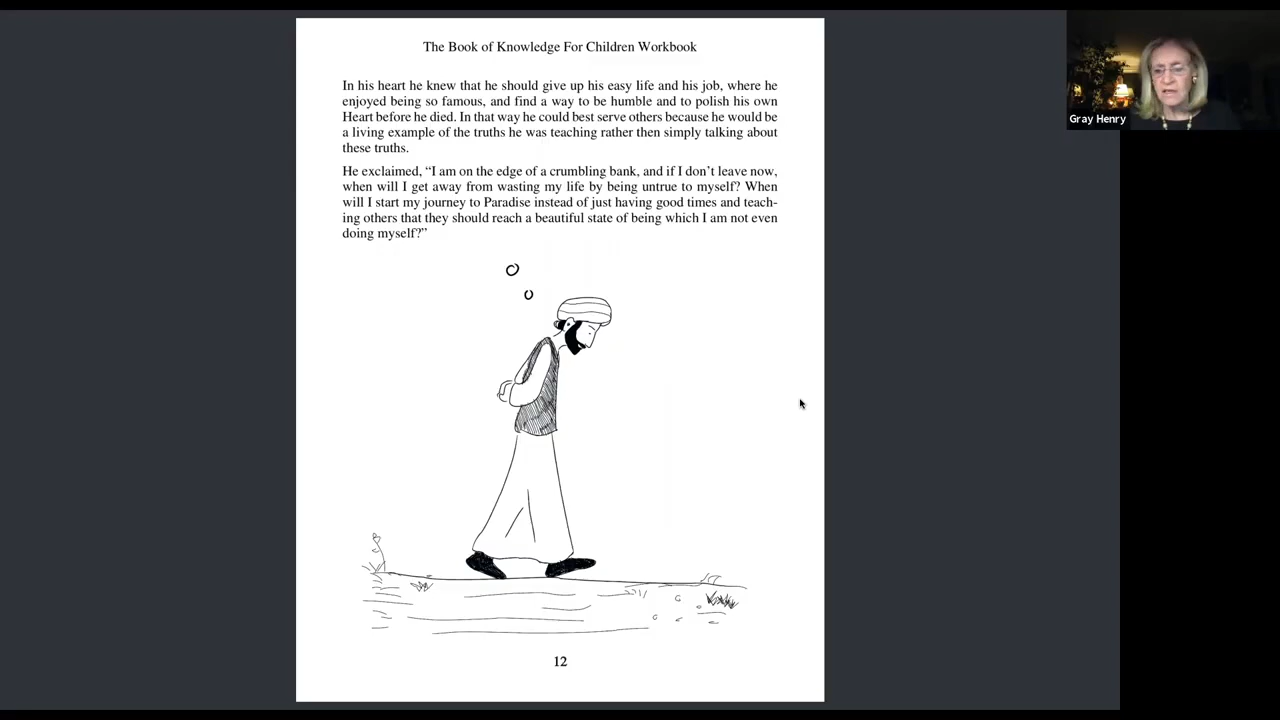 The Book of Knowledge For Children Workbook
In his heart he knew that he should give up his easy life and his job, where he
enjoyed being so famous, and find a way to be humble and to polish his own
Heart before he died. In that way he could best serve others because he would be
a living example of the truths he was teaching rather then simply talking about
these truths.
He exclaimed, “I am on the edge of a crumbling bank, and if I don’t leave now,
when will I get away from wasting my life by being untrue to myself? When
will I start my journey to Paradise instead of just having good times and teach-
ing others that they should reach a beautiful state of being which I am not even
doing myself?”
12
Gray Henry